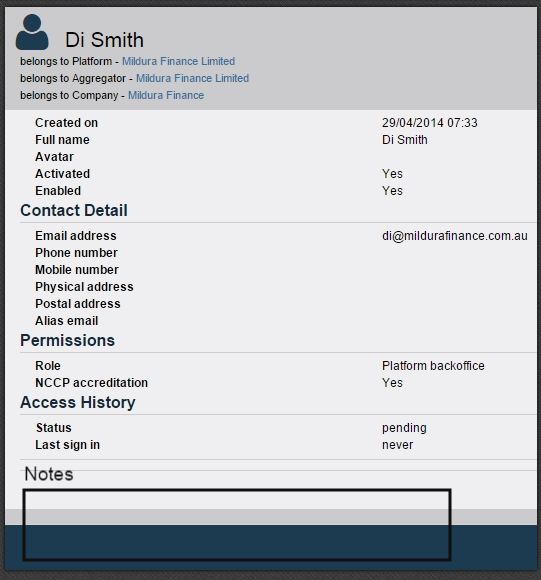 Di Smith
belongs to Platform - Mildura Finance Limited
belongs to Aggregator - Mildura Finance Limited
belongs to Company - Mildura Finance
Created on 29/04/2014 07:33
Full name Di Smith
Avatar
Activated Yes
Enabled Yes
Contact Detail
Email address di@mildurafinance.com.au
Phone number
Mobile number
Physical address
Postal address
Alias email
Permissions
Role Platform backoffice
NCCP accreditation Yes
Access History
Status pending
Last sign in never
Notes